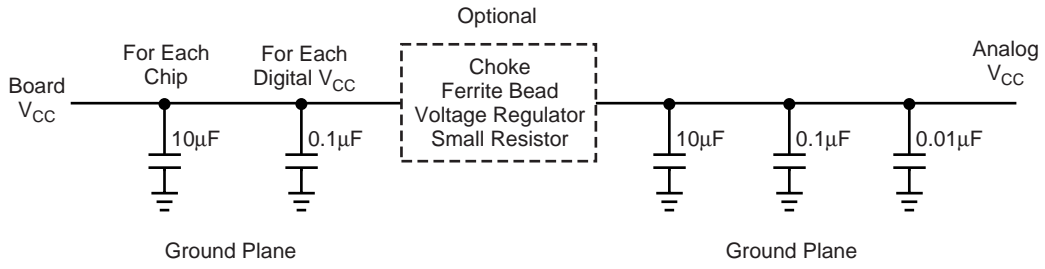 Optional
For Each
Chip
For Each
Digital VCC
Board
VCC
Choke
Ferrite Bead
Voltage Regulator
Small Resistor
Analog
VCC
10μF
0.1μF
10μF
0.1μF
0.01μF
Ground Plane
Ground Plane